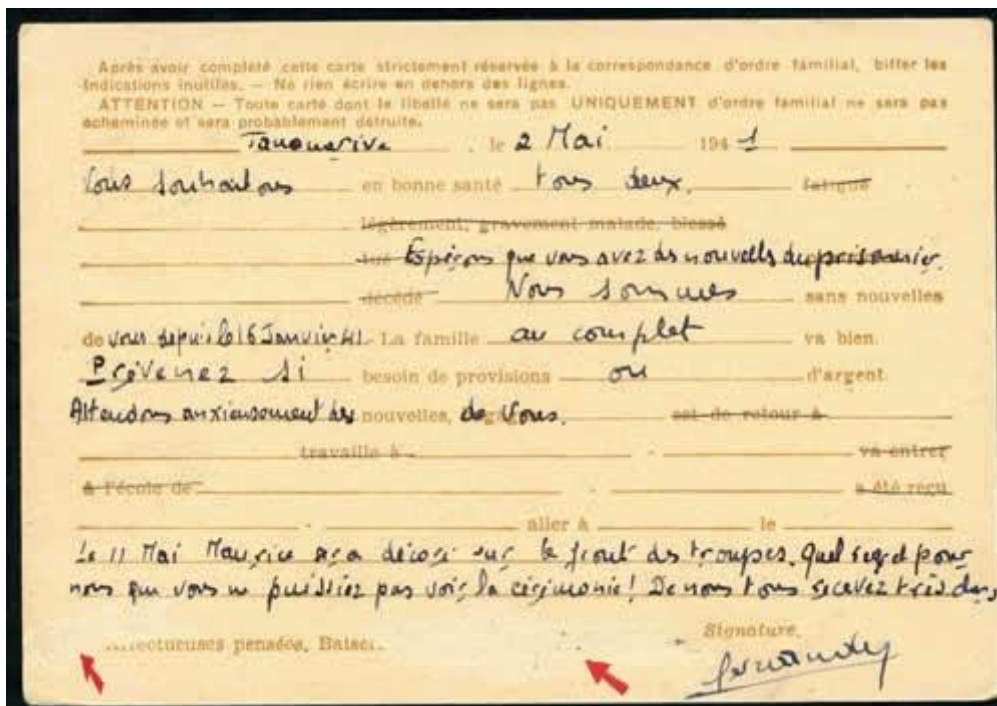 Après avoir complété cette carte strictement réservée à la correspondance d'ordre familial, biffer les
indications inutiles. — Ne rien écrire en dehors des lignes.
ATTENTION — Toute carte dont le libellé ne sera pas UNIQUEMENT d'ordre familial ne sera pas
acheminée et sera probablement détruite.
Tananarive, le 2 Mai 1941
Vous souhaitons en bonne santé tous deux. fatigué
légèrement, gravement malade, blessé
tué Espérons que vous avez des nouvelles du prisonnier.
décédé Nous sommes sans nouvelles
de vous depuis le 16 Janvier 41. La famille au complet va bien.
Prévenez si besoin de provisions ou d'argent.
Attendons anxieusement des nouvelles, de Vous. est de retour à
travaille à va entrer
à l'école de a été reçu
aller à le
Le 11 Mai Maurice sera décoré sur le front des troupes. Quel regret pour
nous que vous ne puissiez pas voir la cérémonie! De nous tous recevez très
affectueuses pensées, Baisers. Signature.